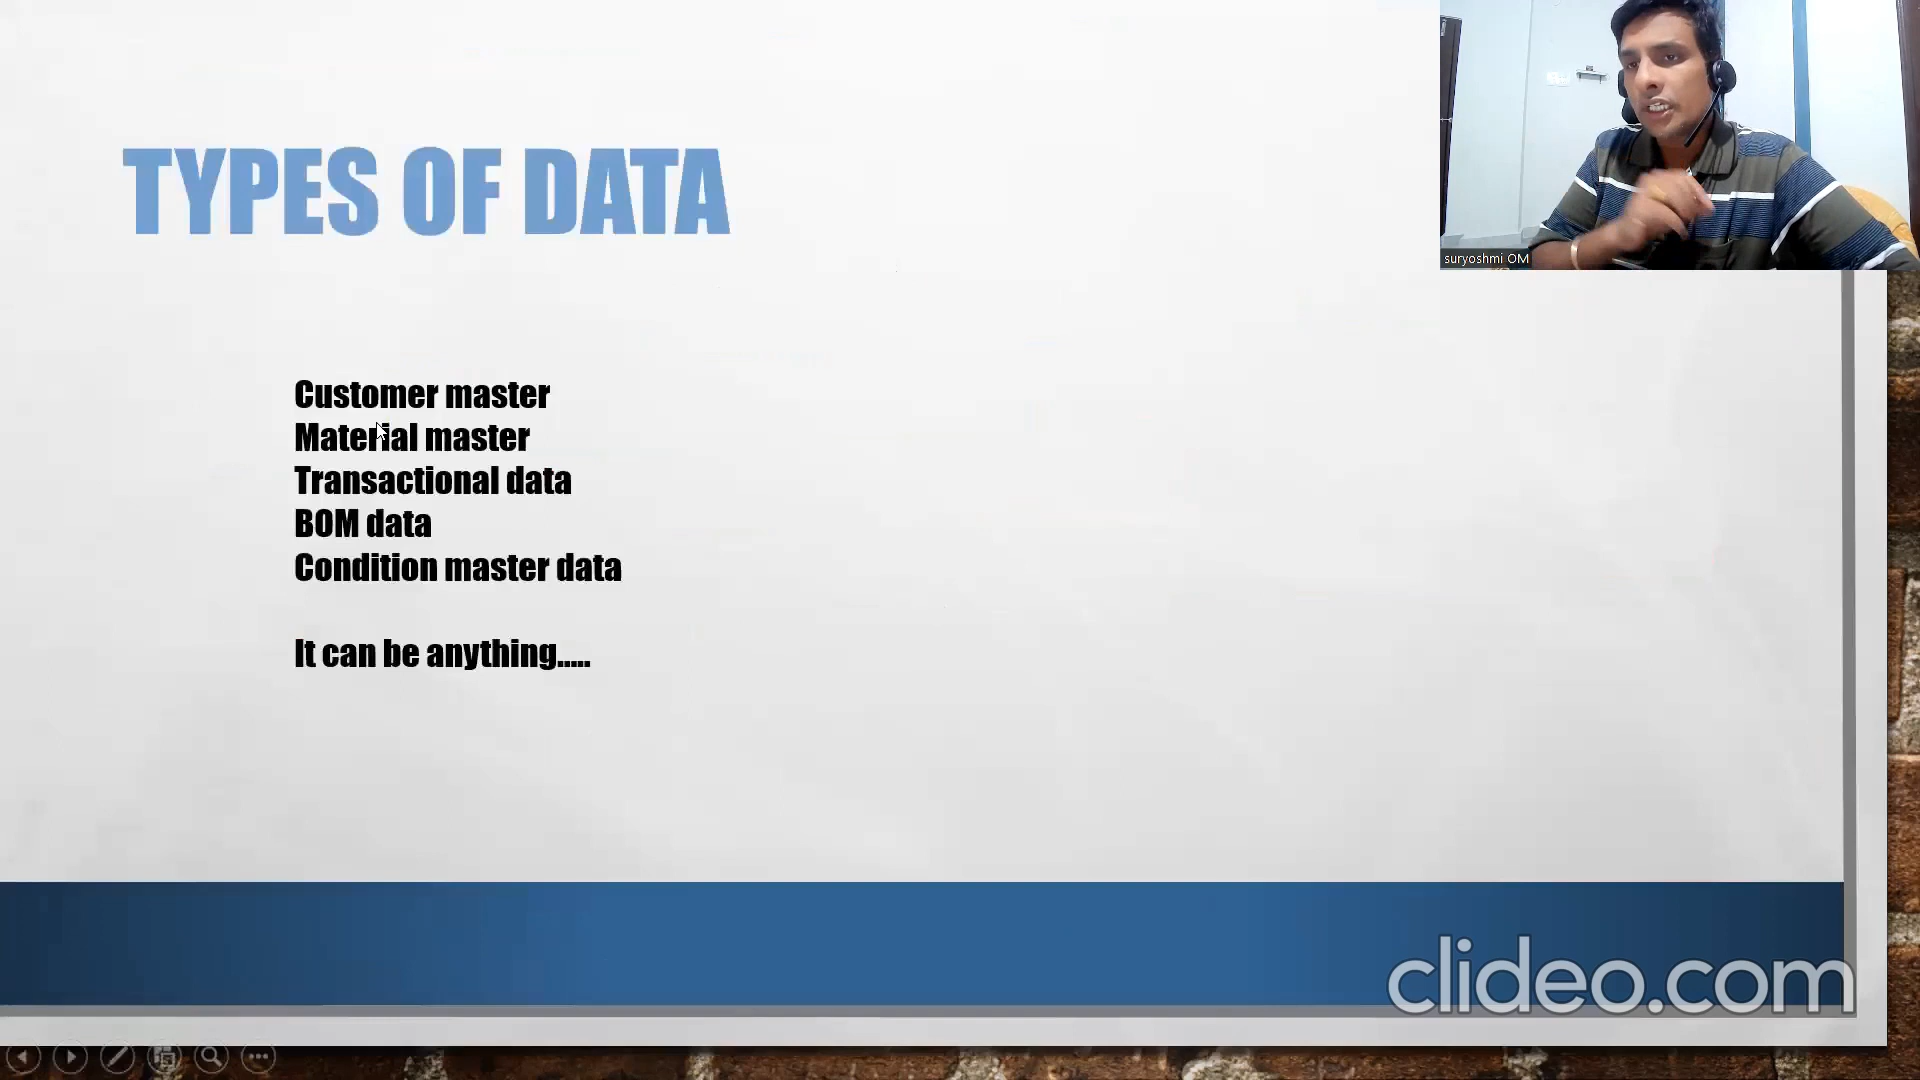 TYPES OF DATA
suryoshmi OM
Customer master
Material master
Transactional data
BOM data
Condition master data
It can be anything.....
clideo.com